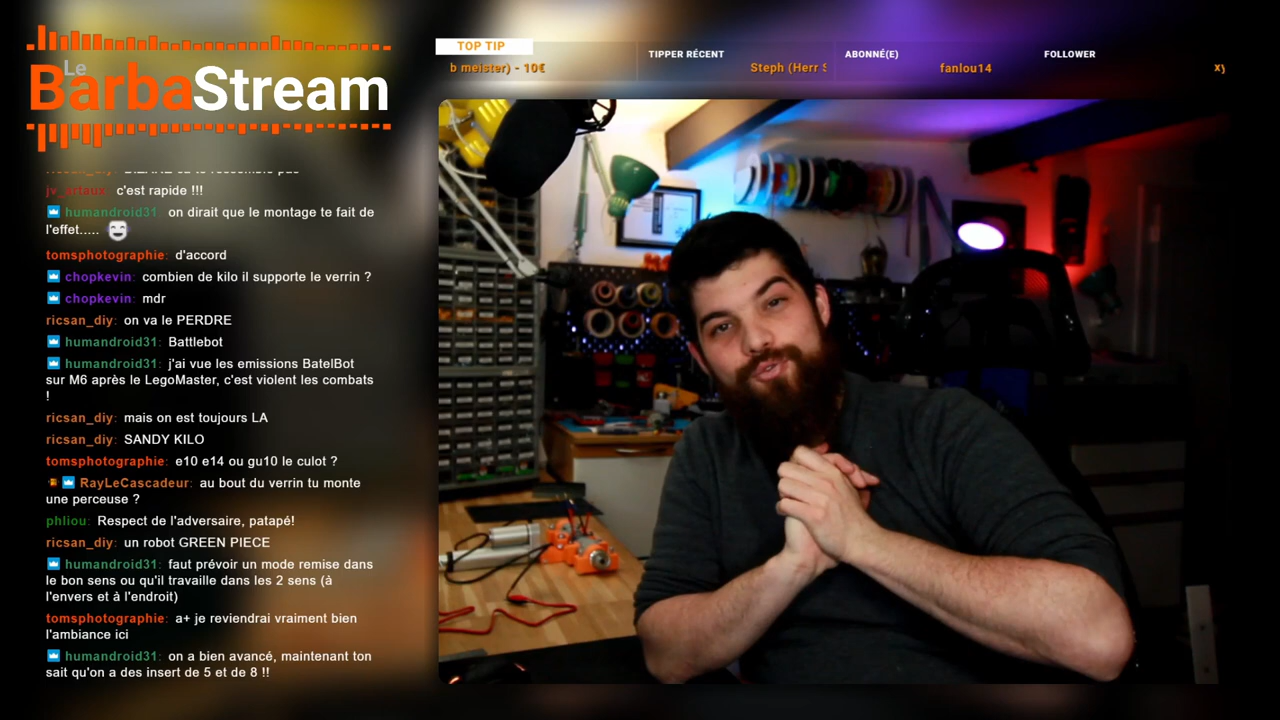 Le
BarbaStream
TOP TIP
b meister) - 10€
TIPPER RÉCENT
Steph (Herr S
ABONNÉ(E)
fanlou14
FOLLOWER
xy
c'est rapide !!!
humandroid31: on dirait que le montage te fait de
l'effet.....
tomsphotographie: d'accord
chopkevin: combien de kilo il supporte le verrin ?
chopkevin: mdr
ricsan_diy: on va le PERDRE
humandroid31: Battlebot
humandroid31: j'ai vue les emissions BatelBot
sur M6 après le LegoMaster, c'est violent les combats
!
ricsan_diy: mais on est toujours LA
ricsan_diy: SANDY KILO
tomsphotographie: e10 e14 ou gu10 le culot ?
RayLeCascadeur: au bout du verrin tu monte
une perceuse ?
phliou: Respect de l'adversaire, patapé!
ricsan_diy: un robot GREEN PIECE
humandroid31: faut prévoir un mode remise dans
le bon sens ou qu'il travaille dans les 2 sens (à
l'envers et à l'endroit)
tomsphotographie: a+ je reviendrai vraiment bien
l'ambiance ici
humandroid31: on a bien avancé, maintenant ton
sait qu'on a des insert de 5 et de 8 !!